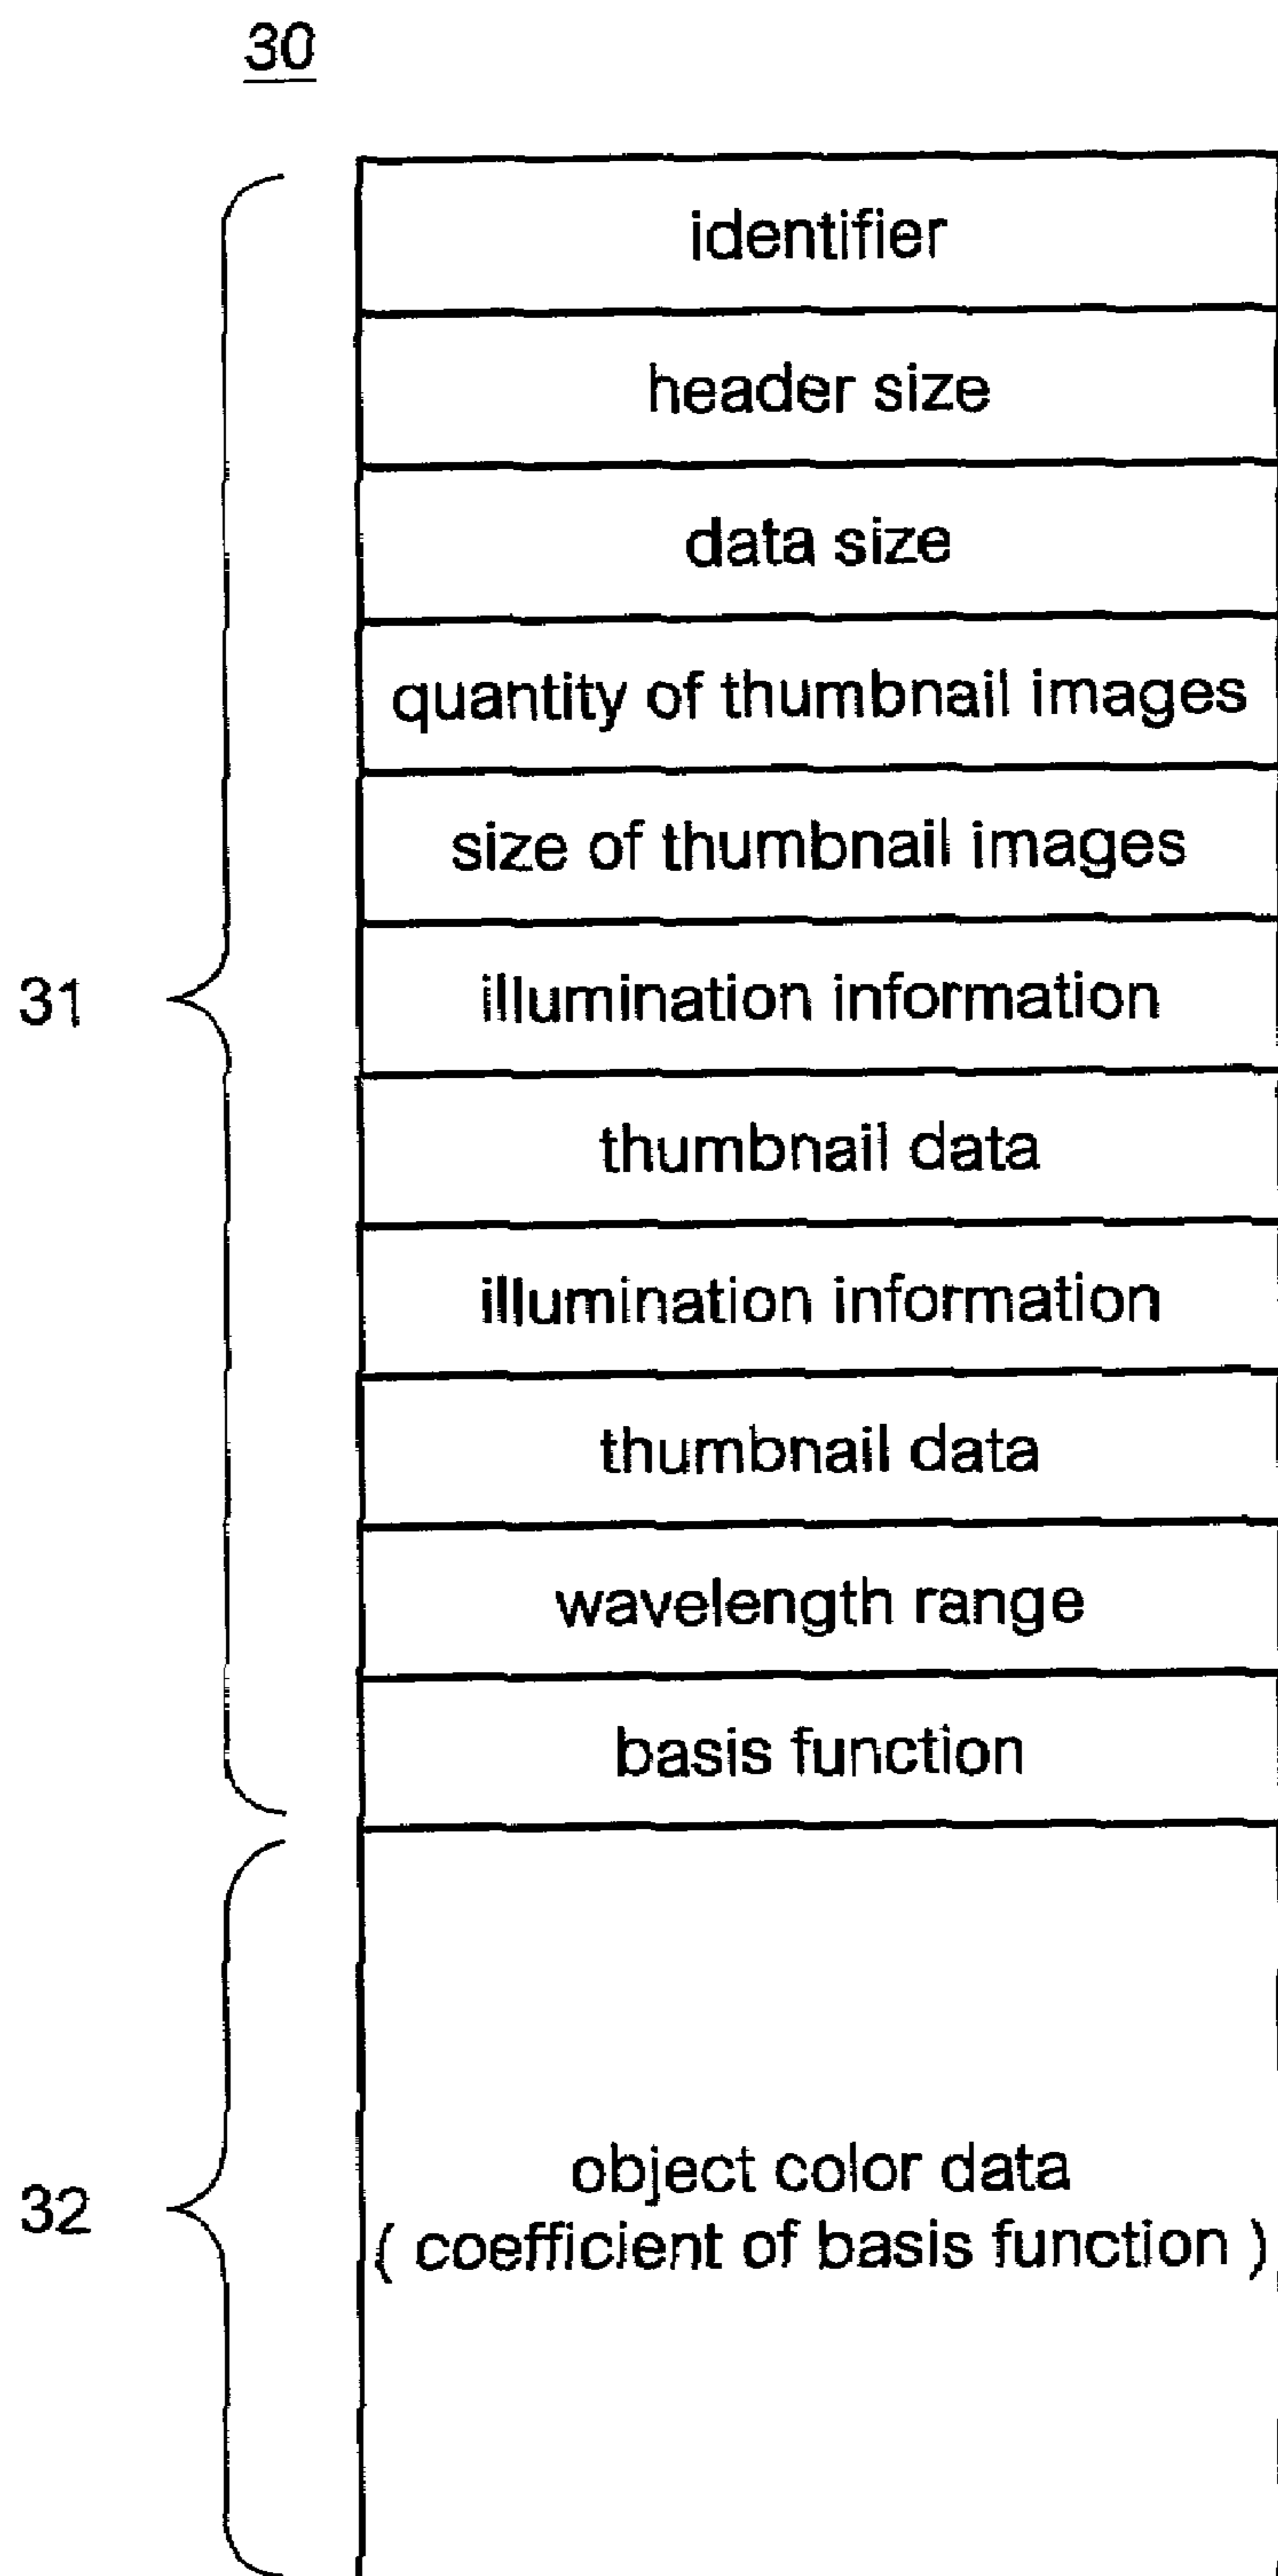 30
identifier
header size
data size
quantity of thumbnail images
size of thumbnail images
31
illumination information
thumbnail data
illumination information
thumbnail data
wavelength range
basis function
32
object color data
( coefficient of basis function )